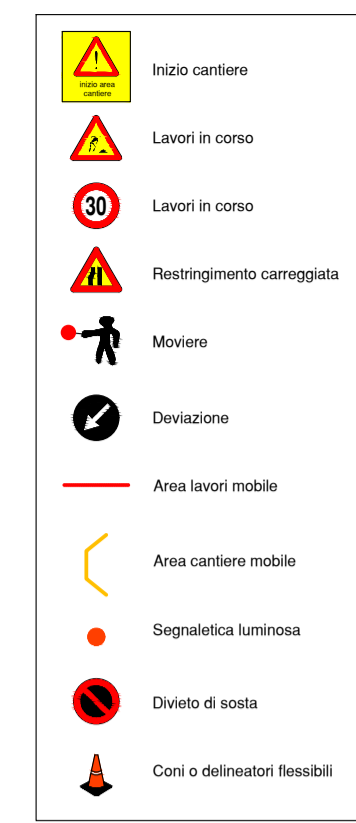 inizio area
cantiere
Inizio cantiere
Lavori in corso
30
Lavori in corso
Restringimento carreggiata
Moviere
Deviazione
Area lavori mobile
Area cantiere mobile
Segnaletica luminosa
Divieto di sosta
Coni o delineatori flessibili